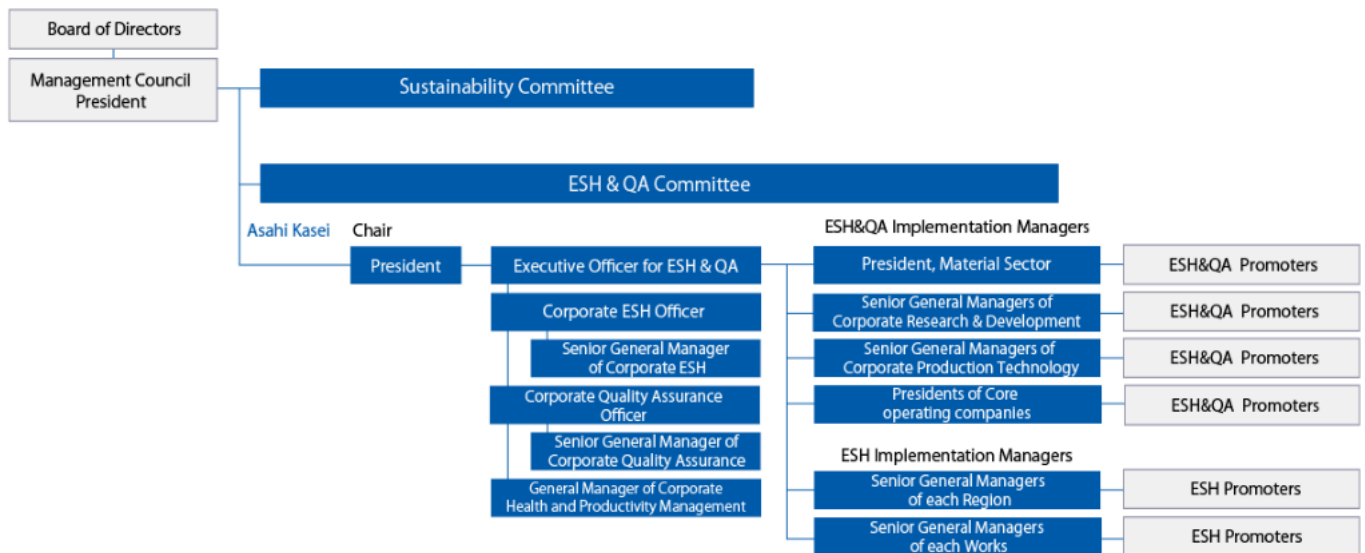 Board of Directors
Management Council
President
Sustainability Committee
ESH & QA Committee
Asahi Kasei
Chair
ESH&QA Implementation Managers
President
Executive Officer for ESH & QA
President, Material Sector
ESH&QA Promoters
Corporate ESH Officer
Senior General Managers of
Corporate Research & Development
ESH&QA Promoters
Senior General Manager
of Corporate ESH
Senior General Managers of
Corporate Production Technology
ESH&QA Promoters
Corporate Quality Assurance
Officer
Presidents of Core
operating companies
ESH&QA Promoters
Senior General Manager of
Corporate Quality Assurance
ESH Implementation Managers
General Manager of Corporate
Health and Productivity Management
Senior General Managers
of each Region
ESH Promoters
Senior General Managers
of each Works
ESH Promoters